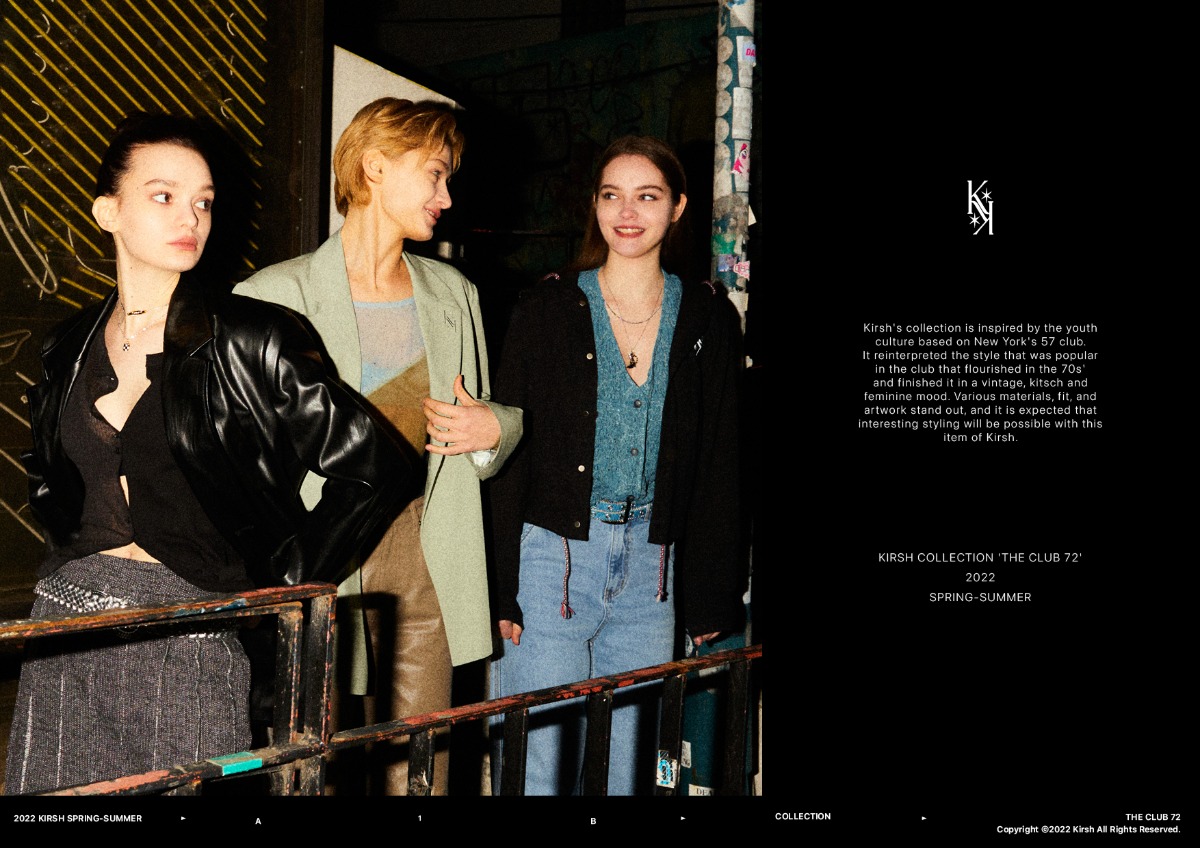 Kirsh's collection is inspired by the youth
culture based on New York's 57 club.
It reinterpreted the style that was popular
in the club that flourished in the 70s'
and finished it in a vintage, kitsch and
feminine mood. Various materials, fit, and
artwork stand out, and it is expected that
interesting styling will be possible with this
item of Kirsh.
KIRSH COLLECTION 'THE CLUB 72'
2022
SPRING-SUMMER
2022 KIRSH SPRING-SUMMER
A
1
B
COLLECTION
THE CLUB 72
Copyright ©2022 Kirsh All Rights Reserved.